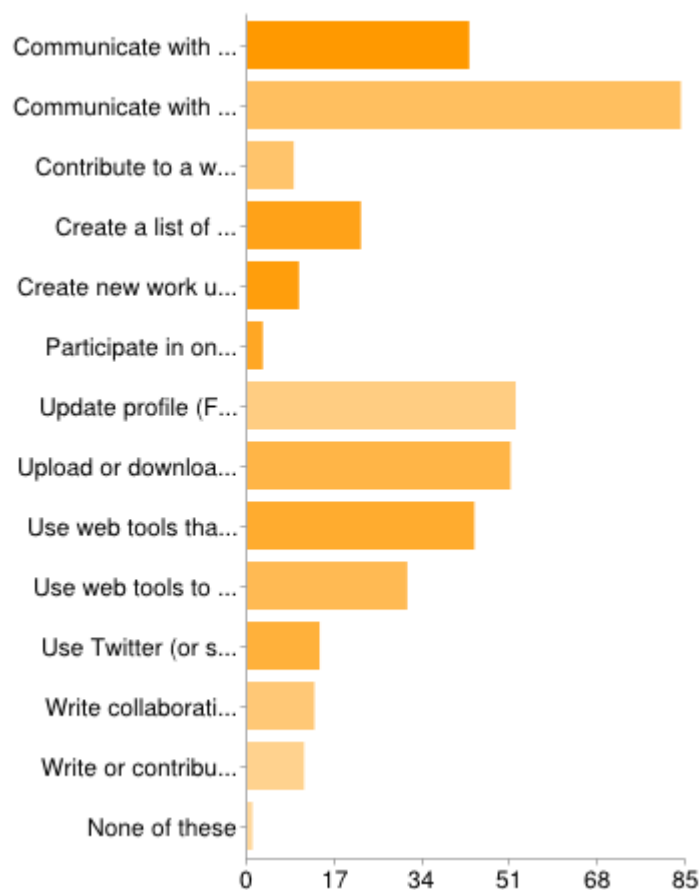 Communicate with ...
Communicate with ...
Contribute to a w...
Create a list of ...
Create new work u...
Participate in on...
Update profile (F...
Upload or downloa...
Use web tools tha...
Use web tools to ...
Use Twitter (or s...
Write collaborati...
Write or contribu...
None of these
0 17 34 51 68 85